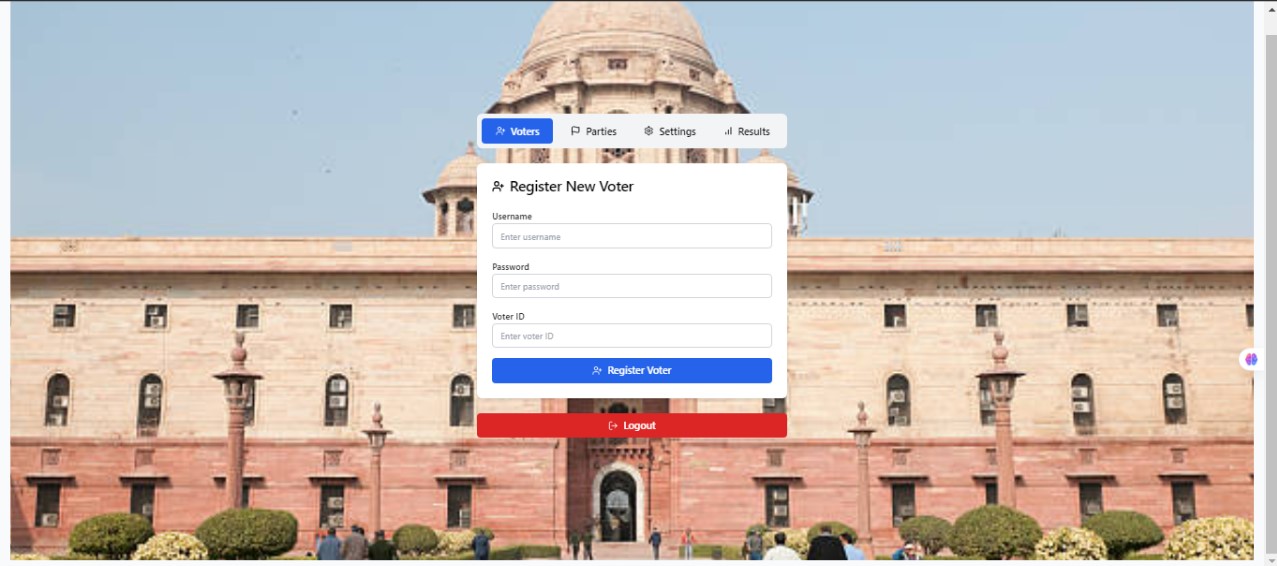 Voters Parties Settings Results
Register New Voter
Username
Enter username
Password
Enter password
Voter ID
Enter voter ID
Register Voter
Logout